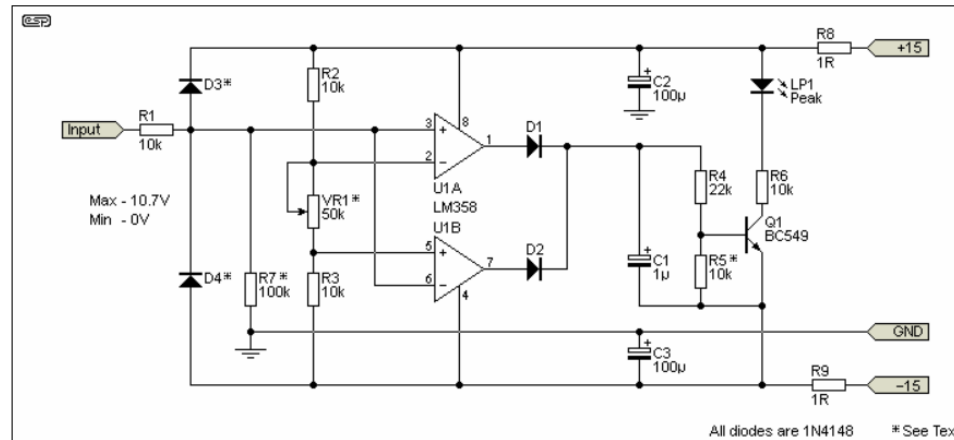 esp
R8
+15
1R
D3*
R2
10k
C2
100µ
LP1
Peak
R1
Input
10k
3
8
1
2
D1
U1A
LM358
U1B
Max - 10.7V
Min - 0V
VR1*
50k
R4
22k
R6
10k
Q1
BC549
5
6
7
4
D2
D4*
R7*
100k
R3
10k
C1
1µ
R5*
10k
GND
C3
100µ
R9
-15
1R
All diodes are 1N4148
* See Tex